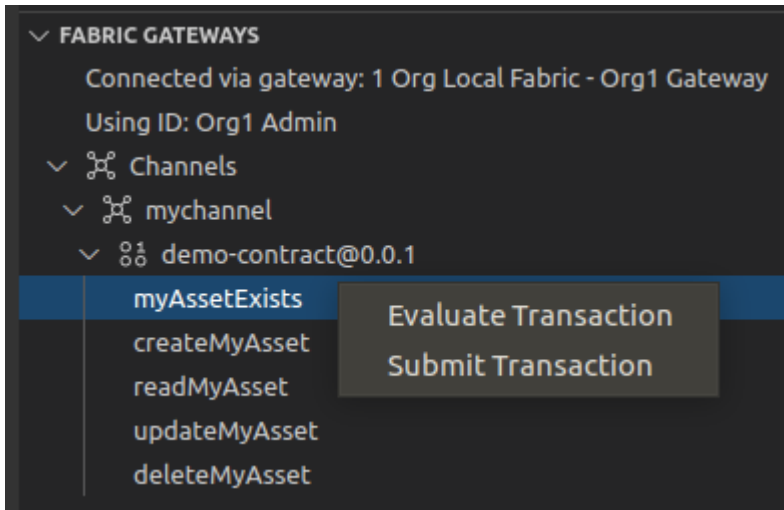 FABRIC GATEWAYS
Connected via gateway: 1 Org Local Fabric - Org1 Gateway
Using ID: Org1 Admin
Channels
mychannel
demo-contract@0.0.1
myAssetExists
Evaluate Transaction
createMyAsset
Submit Transaction
readMyAsset
updateMyAsset
deleteMyAsset